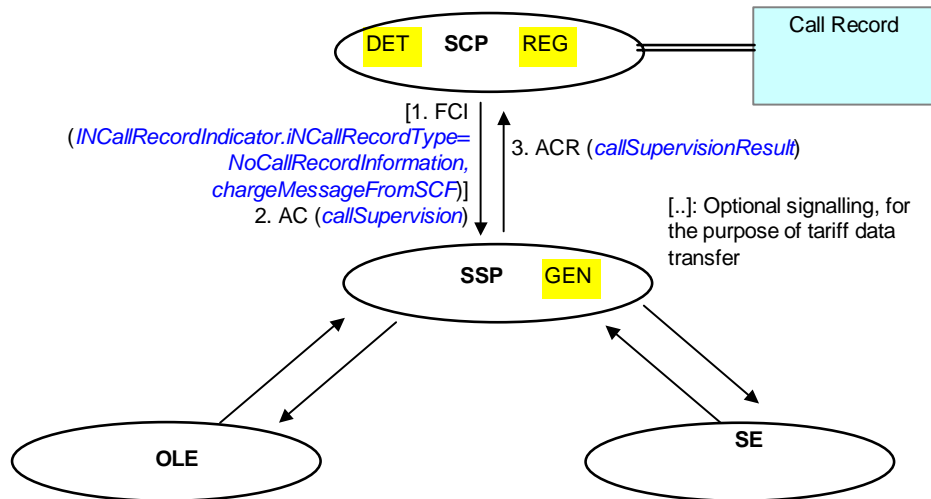 DET SCP REG
Call Record
[1. FCI
(INCallRecordIndicator.iNCallRecordType=
NoCallRecordInformation,
chargeMessageFromSCF)]
2. AC (callSupervision)
3. ACR (callSupervisionResult)
[..]: Optional signalling, for
the purpose of tariff data
transfer
SSP GEN
OLE
SE